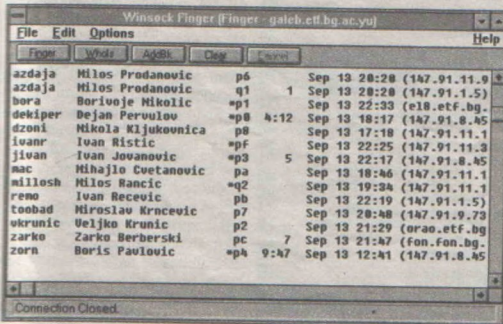 Winsock Finger (Finger - galeb.etf.bg.ac.yu)
File Edit Options Help
Finger WhoIs AddBk Clear Cancel
azdaja Milos Prodanovic p6 Sep 13 20:20 (147.91.11.9
azdaja Milos Prodanovic q1 1 Sep 13 20:20 (147.91.1.5)
bora Borivoje Nikolic *p1 Sep 13 22:33 (el8.etf.bg.
dekiper Dejan Pervulov *p0 4:12 Sep 13 18:17 (147.91.8.45
dzoni Nikola Kljukovnica p8 Sep 13 17:18 (147.91.11.1
ivanr Ivan Ristic *pf Sep 13 22:25 (147.91.11.3
jivan Ivan Jovanovic *p3 5 Sep 13 22:17 (147.91.8.45
mac Mihajlo Cvetanovic pa Sep 13 18:46 (147.91.11.1
millosh Milos Rancic *q2 Sep 13 19:34 (147.91.11.1
remo Ivan Recevic pb Sep 13 22:19 (147.91.1.5)
toobad Miroslav Krncevic p7 Sep 13 20:48 (147.91.9.73
vkrunic Veljko Krunic p2 Sep 13 21:29 (orao.etf.bg
zarko Zarko Berberski pc 7 Sep 13 21:47 (fon.fon.bg.
zorn Boris Pavlovic *p4 9:47 Sep 13 12:41 (147.91.8.45
Connection Closed.